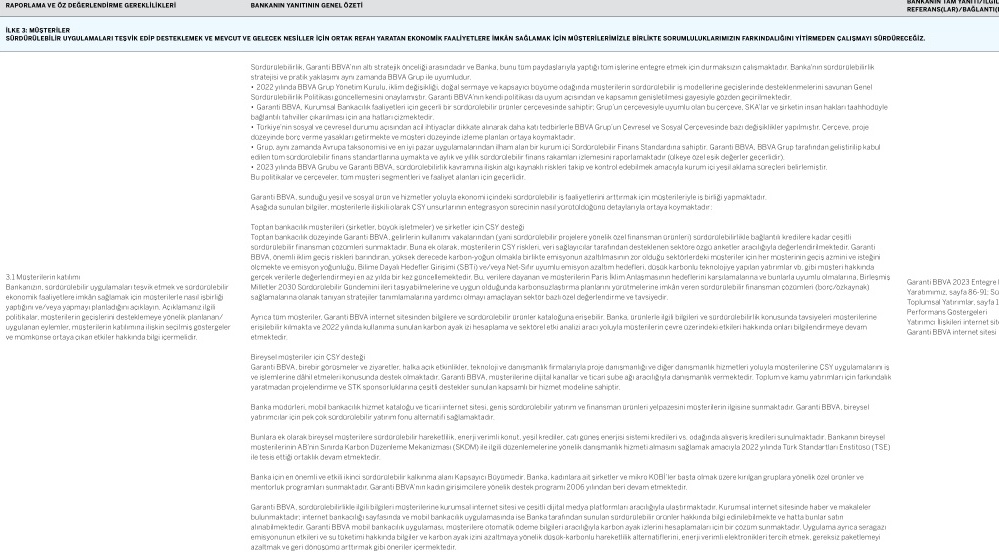 RAPORLAMA VE ÖZ DEĞERLENDİRME GEREKLİLİKLERİ
BANKANIN YANITININ GENEL ÖZETİ
BANKANIN TAM YANITI/İLGİL
REFERANS(LAR)/BAĞLANTI(
İLKE 3: MÜŞTERİLER
SÜRDÜRÜLEBİLİR UYGULAMALARI TEŞVİK EDİP DESTEKLEMEK VE MEVCUT VE GELECEK NESİLLER İÇİN ORTAK REFAH YARATAN EKONOMİK FAALİYETLERE İMKÂN SAĞLAMAK İÇİN MÜŞTERİLERİMİZLE BİRLİKTE SORUMLULUKLARIMIZIN FARKINDALIĞINI YİTİRMEDEN ÇALIŞMAYI SÜRDÜRECEĞİZ.
3.1 Müşterilerin katılımı
Bankanızın, sürdürülebilir uygulamaları teşvik etmek ve sürdürülebilir
ekonomik faaliyetlere imkân sağlamak için müşterilerle nasıl işbirliği
yaptığını ve/veya yapmayı planladığını açıklayın. Açıklamanız ilgili
politikalar, müşterilerin geçişlerini desteklemeye yönelik planlanan/
uygulanan eylemler, müşterilerin katılımına ilişkin seçilmiş göstergeler
ve mümkünse ortaya çıkan etkiler hakkında bilgi içermelidir.
Sürdürülebilirlik, Garanti BBVA'nın altı stratejik önceliği arasındadır ve Banka, bunu tüm paydaşlarıyla yaptığı tüm işlerine entegre etmek için durmaksızın çalışmaktadır. Banka'nın sürdürülebilirlik
stratejisi ve pratik yaklaşımı aynı zamanda BBVA Grup ile uyumludur.
• 2022 yılında BBVA Grup Yönetim Kurulu, iklim değişikliği, doğal sermaye ve kapsayıcı büyüme odağında müşterilerin sürdürülebilir iş modellerine geçişlerinde desteklenmelerini savunan Genel
Sürdürülebilirlik Politikası güncellemesini onaylamıştır. Garanti BBVA'nın kendi politikası da uyum açısından ve kapsamının genişletilmesi gayesiyle gözden geçirilmektedir.
• Garanti BBVA, Kurumsal Bankacılık faaliyetleri için geçerli bir sürdürülebilir ürünler çerçevesine sahiptir; Grup'un çerçevesiyle uyumlu olan bu çerçeve, SKA'lar ve şirketin insan hakları taahhüdüyle
bağlantılı tahviller çıkarılması için ana hatları çizmektedir.
• Türkiye'nin sosyal ve çevresel durumu açısından acil ihtiyaçlar dikkate alınarak daha katı tedbirlerle BBVA Grup'un Çevresel ve Sosyal Çerçevesinde bazı değişiklikler yapılmıştır. Çerçeve, proje
düzeyinde borç verme yasakları getirmekte ve müşteri düzeyinde izleme planları ortaya koymaktadır.
• Grup, aynı zamanda Avrupa taksonomisi ve en iyi pazar uygulamalarından ilham alan bir kurum içi Sürdürülebilir Finans Standardına sahiptir. Garanti BBVA, BBVA Grup tarafından geliştirilip kabul
edilen tüm sürdürülebilir finans standartlarına uymakta ve aylık ve yıllık sürdürülebilir finans rakamları izlemesini raporlamaktadır (ülkeye özel eşik değerler geçerlidir).
• 2023 yılında BBVA Grubu ve Garanti BBVA, sürdürülebilirlik kavramına ilişkin algı kaynaklı riskleri takip ve kontrol edebilmek amacıyla kurum içi yeşil aklama süreçleri belirlemiştir.
Bu politikalar ve çerçeveler, tüm müşteri segmentleri ve faaliyet alanları için geçerlidir.
Garanti BBVA, sunduğu yeşil ve sosyal ürün ve hizmetler yoluyla ekonomi içindeki sürdürülebilir iş faaliyetlerini arttırmak için müşterileriyle iş birliği yapmaktadır.
Aşağıda sunulan bilgiler, müşterilerle ilişkili olarak ÇSY unsurlarının entegrasyon sürecinin nasıl yürütüldüğünü detaylarıyla ortaya koymaktadır:
Toptan bankacılık müşterileri (şirketler, büyük işletmeler) ve şirketler için ÇSY desteği
Toptan bankacılık düzeyinde Garanti BBVA, gelirlerin kullanımı vakalarından (yani sürdürülebilir projelere yönelik özel finansman ürünleri) sürdürülebilirlikle bağlantılı kredilere kadar çeşitli
sürdürülebilir finansman çözümleri sunmaktadır. Buna ek olarak, müşterilerin ÇSY riskleri, veri sağlayıcılar tarafından desteklenen sektöre özgü anketler aracılığıyla değerlendirilmektedir. Garanti
BBVA, önemli iklim geçiş riskleri barındıran, yüksek derecede karbon-yoğun olmakla birlikte emisyonun azaltılmasının zor olduğu sektörlerdeki müşterileri için her müşterinin geçiş azmini ve isteğini
ölçmekte ve emisyon yoğunluğu, Bilime Dayalı Hedefler Girişimi (SBTi) ve/veya Net-Sıfır uyumlu emisyon azaltım hedefleri, düşük karbonlu teknolojiye yapılan yatırımlar vb. gibi müşteri hakkında
gerçek verilerle değerlendirmeyi en az yılda bir kez güncellemektedir. Bu, verilere dayanan ve müşterilerin Paris İklim Anlaşmasının hedeflerini karşılamalarına ve bunlarla uyumlu olmalarına, Birleşmiş
Milletler 2030 Sürdürülebilir Gündemini ileri taşıyabilmelerine ve uygun olduğunda karbonsuzlaştırma planlarını yürütmelerine imkân veren sürdürülebilir finansman çözümleri (borç/özkaynak)
sağlamalarına olanak tanıyan stratejiler tanımlamalarına yardımcı olmayı amaçlayan sektör bazlı özel değerlendirme ve tavsiyedir.
Ayrıca tüm müşteriler, Garanti BBVA internet sitesinden bilgilere ve sürdürülebilir ürünler kataloğuna erişebilir. Banka, ürünlerle ilgili bilgileri ve sürdürülebilirlik tavsiyeleri müşterilerine
erişilebilir kılmakta ve 2022 yılında kullanıma sunulan karbon ayak izi hesaplama ve sektörel etki analizi aracı yoluyla müşterilerin çevre üzerindeki etkileri hakkında onları bilgilendirmeye devam
etmektedir.
Bireysel müşteriler için ÇSY desteği
Garanti BBVA, birebir görüşmeler ve ziyaretler, halka açık etkinlikler, teknoloji ve danışmanlık firmalarıyla proje danışmanlığı ve diğer danışmanlık hizmetleri yoluyla müşterilerine ÇSY uygulamalarını iş
ve işlemlerine dâhil etmeleri konusunda destek olmaktadır. Garanti BBVA, müşterilerine dijital kanallar ve ticari şube ağı aracılığıyla danışmanlık vermektedir. Toplum ve kamu yatırımları için farkındalık
yaratmadan projelendirme ve STK sponsorluklarına çeşitli destekler sunulan kapsamlı bir hizmet modeline sahiptir.
Banka müdürleri, mobil bankacılık hizmet kataloğu ve ticari internet sitesi, geniş sürdürülebilir yatırım ve finansman ürünleri yelpazesini müşterilerin ilgisine sunmaktadır. Garanti BBVA, bireysel
yatırımcılar için pek çok sürdürülebilir yatırım fonu alternatifi sağlamaktadır.
Bunlara ek olarak bireysel müşterilere sürdürülebilir hareketlilik, enerji verimli konut, yeşil krediler, çatı güneş enerjisi sistemi kredileri vs. odağında alışveriş kredileri sunulmaktadır. Bankanın bireysel
müşterilerinin AB'nin Sınırda Karbon Düzenleme Mekanizması (SKDM) ile ilgili düzenlemelerine yönelik danışmanlık hizmeti almasını sağlamak amacıyla 2022 yılında Türk Standartları Enstitüsü (TSE)
ile tesis ettiği ortaklık devam etmektedir.
Banka için en önemli ve etkili ikinci sürdürülebilir kalkınma alanı Kapsayıcı Büyümedir. Banka, kadınlara ait şirketler ve mikro KOBİ'ler başta olmak üzere kırılgan gruplara yönelik özel ürünler ve
mentorluk programları sunmaktadır. Garanti BBVA'nın kadın girişimcilere yönelik destek programı 2006 yılından beri devam etmektedir.
Garanti BBVA, sürdürülebilirlikle ilgili bilgileri müşterilerine kurumsal internet sitesi ve çeşitli dijital medya platformları aracılığıyla ulaştırmaktadır; Kurumsal internet sitesinde haber ve makaleler
bulunmaktadır; internet bankacılığı sayfasında ve mobil bankacılık uygulamasında ise Banka tarafından sunulan sürdürülebilir ürünler hakkında bilgi edinilebilmekte ve hatta bunlar satın
alınabilmektedir. Garanti BBVA mobil bankacılık uygulaması, müşterilere otomatik ödeme bilgileri aracılığıyla karbon ayak izlerini hesaplamaları için bir çözüm sunmaktadır. Uygulama ayrıca seragazı
emisyonunun etkileri ve su tüketimi hakkında bilgiler ve karbon ayak izini azaltmaya yönelik düşük-karbonlu hareketlilik alternatiflerini, enerji verimli elektronikleri tercih etmek, gereksiz paketlemeyi
azaltmak ve geri dönüşümü arttırmak gibi öneriler içermektedir.
Garanti BBVA 2023 Entegre
Yaratımımız, sayfa 86-91; So
Toplumsal Yatırımlar, sayfa 1
Performans Göstergeleri
Yatırımcı İlişkileri internet sit
Garanti BBVA internet sitesi